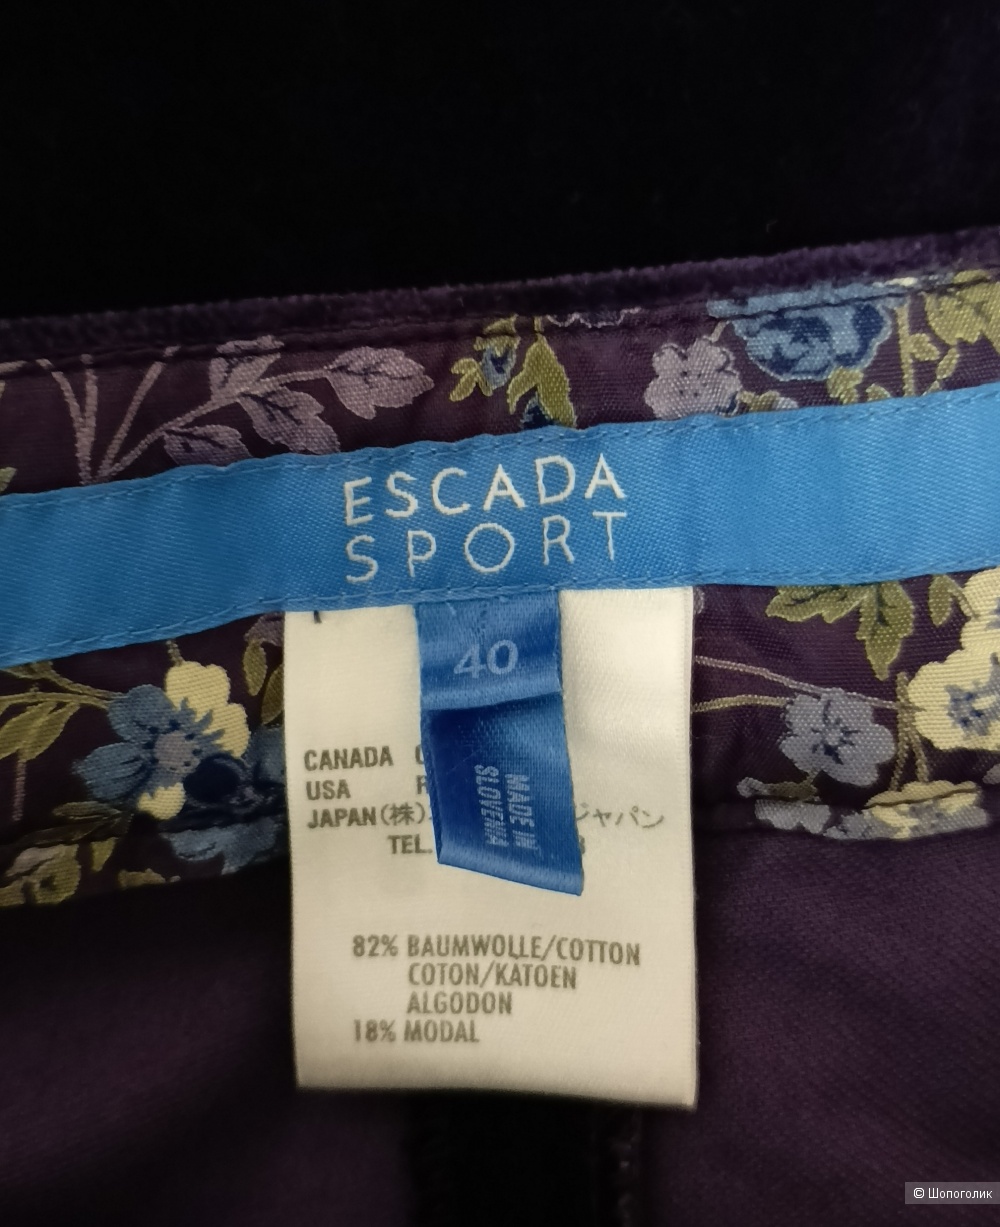 ESCADA
SPORT
40
MADE IN
SLOVENIA
CANADA
USA
JAPAN(株) ジャパン
TEL.
82% BAUMWOLLE/COTTON
COTON/KATOEN
ALGODON
18% MODAL
© Шопоголик